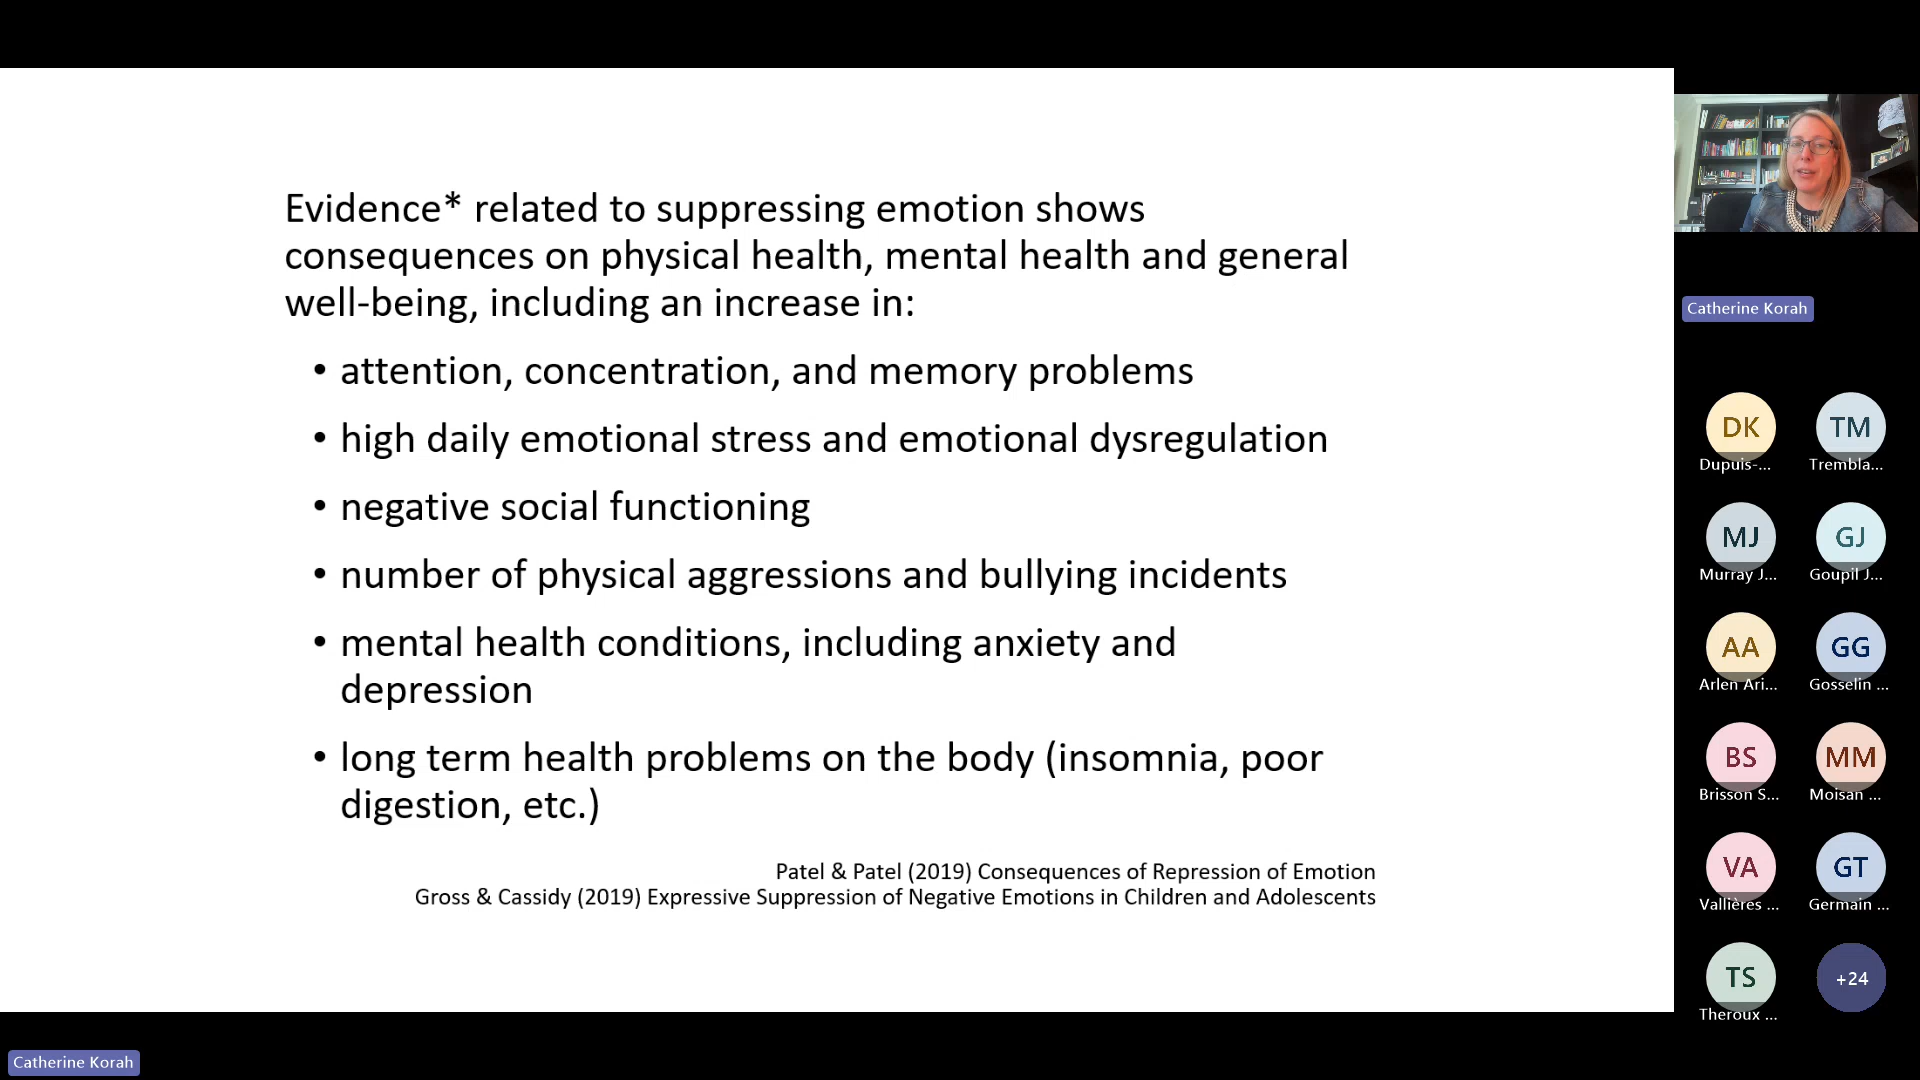 Evidence* related to suppressing emotion shows
consequences on physical health, mental health and general
well-being, including an increase in:
• attention, concentration, and memory problems
• high daily emotional stress and emotional dysregulation
• negative social functioning
• number of physical aggressions and bullying incidents
• mental health conditions, including anxiety and
depression
• long term health problems on the body (insomnia, poor
digestion, etc.)
Patel & Patel (2019) Consequences of Repression of Emotion
Gross & Cassidy (2019) Expressive Suppression of Negative Emotions in Children and Adolescents
Catherine Korah
DK
Dupuis-...
TM
Trembla...
MJ
Murray J...
GJ
Goupil J...
AA
Arlen Ari...
GG
Gosselin ...
BS
Brisson S...
MM
Moisan ...
VA
Vallières ...
GT
Germain ...
TS
Theroux ...
+24
Catherine Korah